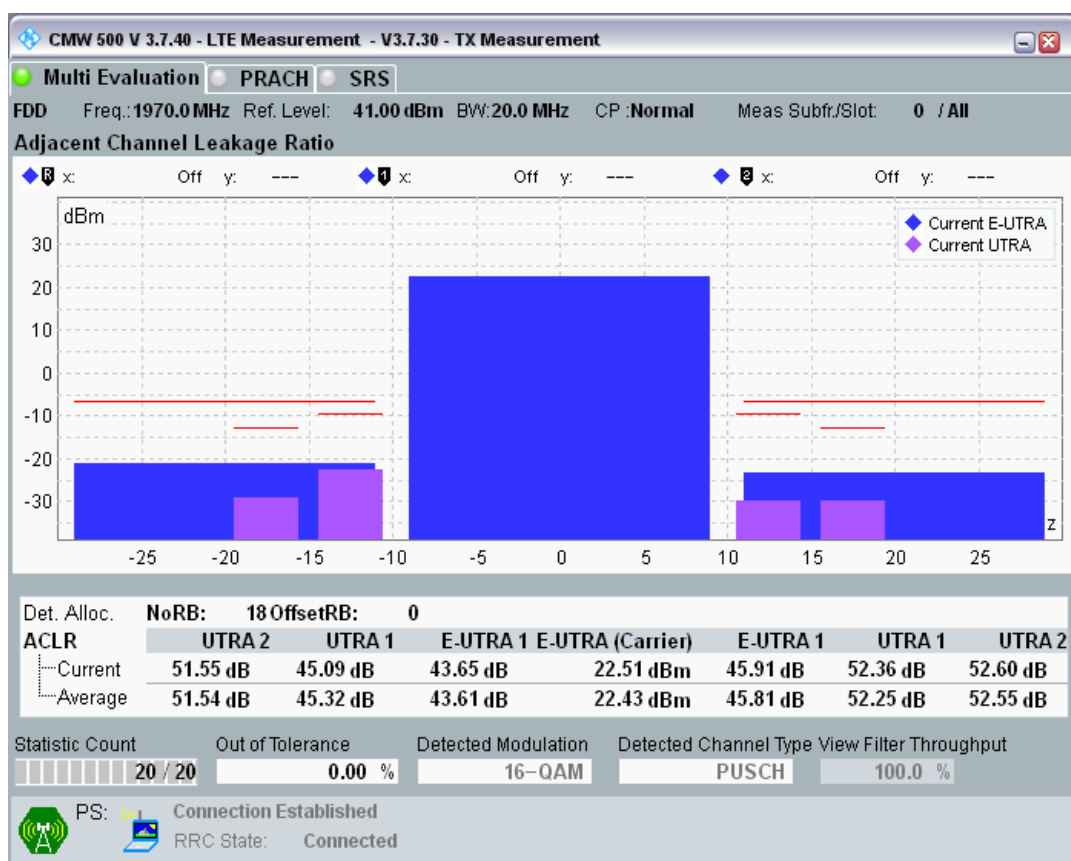 CMW 500 V 3.7.40 - LTE Measurement - V3.7.30 - TX Measurement
Multi Evaluation PRACH SRS
FDD Freq.: 1970.0 MHz Ref. Level: 41.00 dBm BW: 20.0 MHz CP :Normal Meas Subfr./Slot: 0 / All
Adjacent Channel Leakage Ratio
R x: Off y: --- 1 x: Off y: --- 2 x: Off y: ---
dBm
Current E-UTRA
Current UTRA
30
20
10
0
-10
-20
-30
z
-25 -20 -15 -10 -5 0 5 10 15 20 25
Det. Alloc. NoRB: 18 OffsetRB: 0
ACLR UTRA 2 UTRA 1 E-UTRA 1 E-UTRA (Carrier) E-UTRA 1 UTRA 1 UTRA 2
Current 51.55 dB 45.09 dB 43.65 dB 22.51 dBm 45.91 dB 52.36 dB 52.60 dB
Average 51.54 dB 45.32 dB 43.61 dB 22.43 dBm 45.81 dB 52.25 dB 52.55 dB
Statistic Count Out of Tolerance Detected Modulation Detected Channel Type View Filter Throughput
20 / 20 0.00 % 16-QAM PUSCH 100.0 %
PS: Connection Established
RRC State: Connected